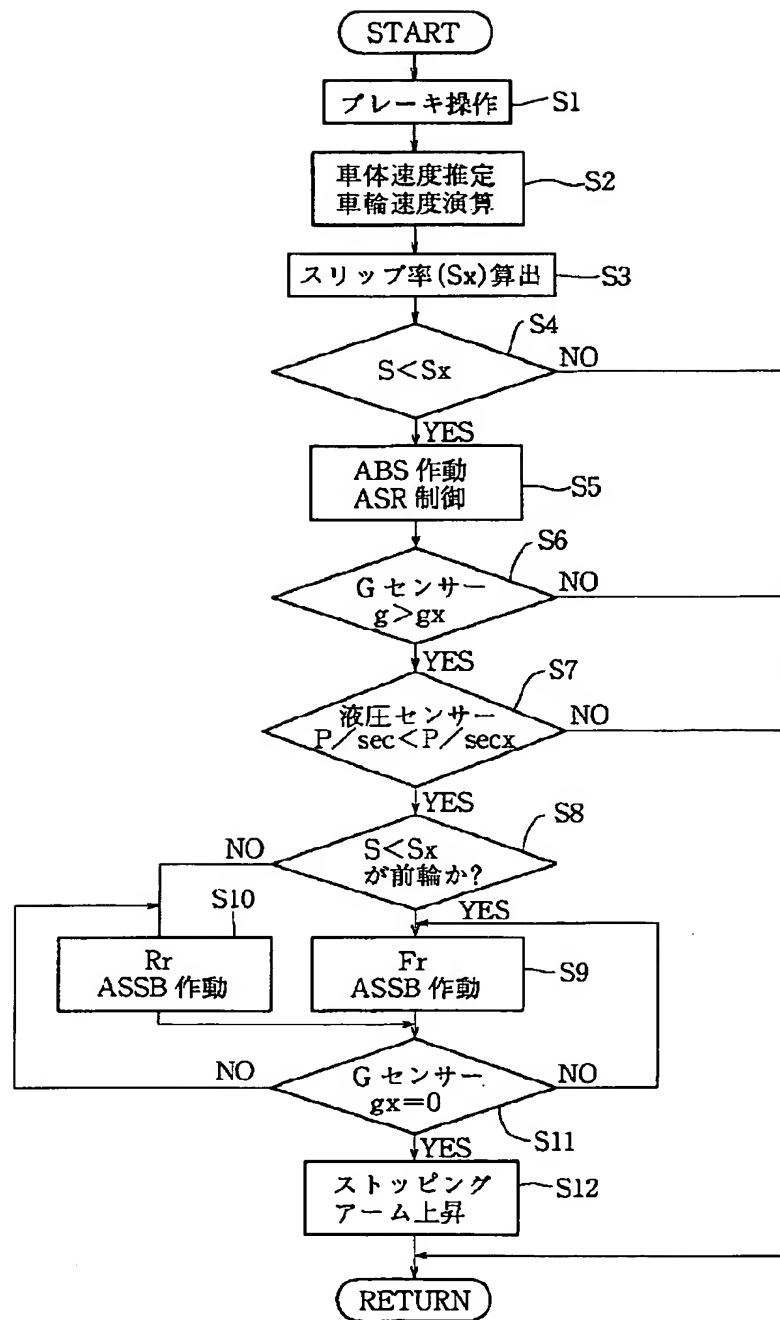 START
ブレーキ操作
S1
車体速度推定
車輪速度演算
S2
スリップ率(Sx)算出
S3
S4
S<Sx
NO
YES
ABS 作動
ASR 制御
S5
S6
G センサー
g>gx
NO
YES
S7
液圧センサー
P/sec<P/secx
NO
YES
S8
NO
S<Sx
が前輪か?
S10
YES
Rr
ASSB 作動
Fr
ASSB 作動
S9
NO
G センサー
gx=0
NO
S11
YES
ストッピング
アーム上昇
S12
RETURN